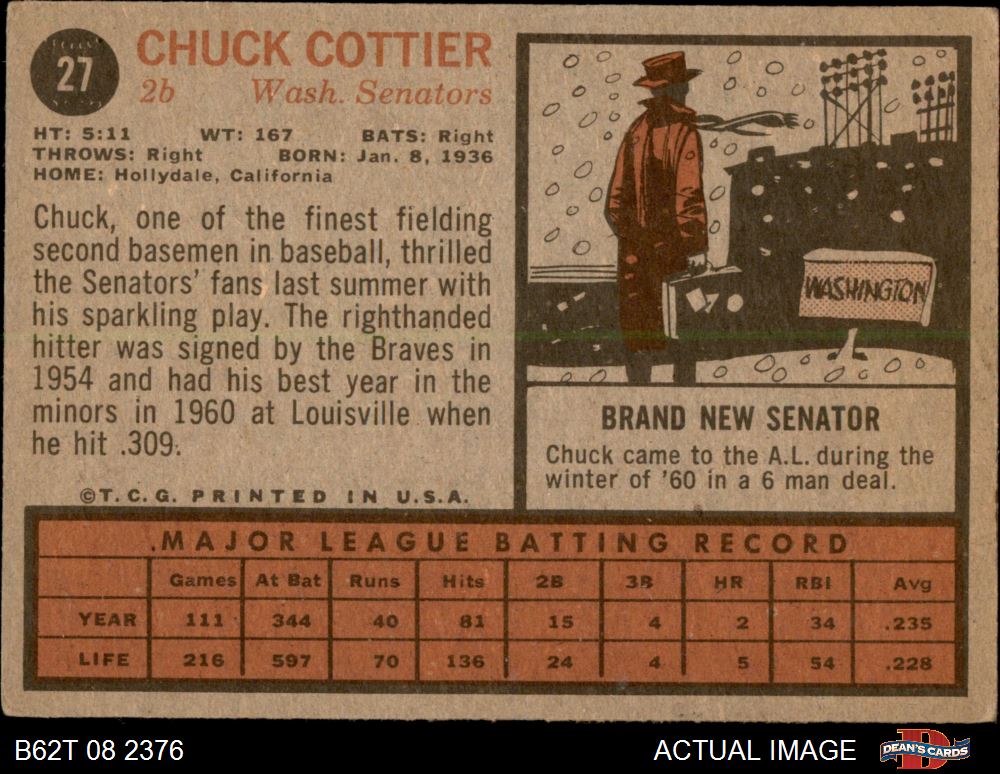 27
CHUCK COTTIER
2b Wash. Senators
HT: 5:11 WT: 167 BATS: Right
THROWS: Right BORN: Jan. 8, 1936
HOME: Hollydale, California
Chuck, one of the finest fielding
second basemen in baseball, thrilled
the Senators' fans last summer with
his sparkling play. The righthanded
hitter was signed by the Braves in
1954 and had his best year in the
minors in 1960 at Louisville when
he hit .309.
©T.C.G. PRINTED IN U.S.A.
WASHINGTON
BRAND NEW SENATOR
Chuck came to the A.L. during the
winter of '60 in a 6 man deal.
MAJOR LEAGUE BATTING RECORD
Games At Bat Runs Hits 2B 3B HR RBI Avg
YEAR 111 344 40 81 15 4 2 34 .235
LIFE 216 597 70 136 24 4 5 54 .228
B62T 08 2376 ACTUAL IMAGE
DEAN'S CARDS